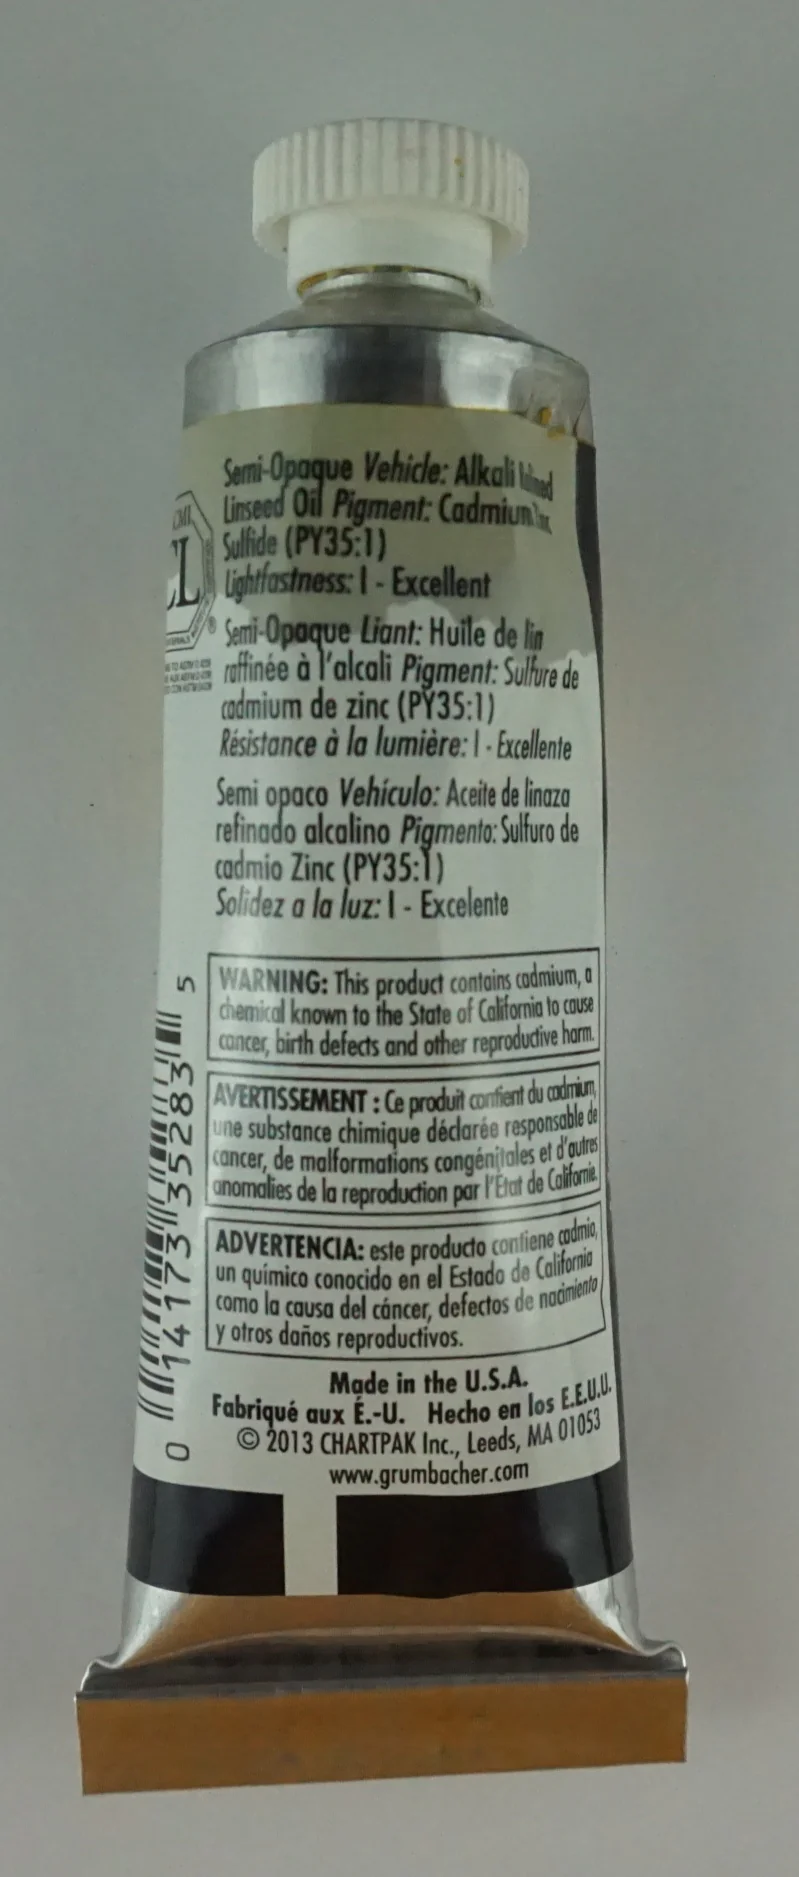 Semi-Opaque Vehicle: Alkali Refined
Linseed Oil Pigment: Cadmium Zinc
Sulfide (PY35:1)
Lightfastness: I - Excellent
Semi-Opaque Liant: Huile de lin
raffinée à l'alcali Pigment: Sulfure de
cadmium de zinc (PY35:1)
Résistance à la lumière: I - Excellente
Semi opaco Vehículo: Aceite de linaza
refinado alcalino Pigmento: Sulfuro de
cadmio Zinc (PY35:1)
Solidez a la luz: I - Excelente
CL
®
WARNING: This product contains cadmium, a
chemical known to the State of California to cause
cancer, birth defects and other reproductive harm.
AVERTISSEMENT : Ce produit contient du cadmium,
une substance chimique déclarée responsable de
cancer, de malformations congénitales et d'autres
anomalies de la reproduction par l'État de Californie.
ADVERTENCIA: este producto contiene cadmio,
un químico conocido en el Estado de California
como la causa del cáncer, defectos de nacimiento
y otros daños reproductivos.
0 14173 35283 5
Made in the U.S.A.
Fabriqué aux É.-U. Hecho en los E.E.U.U.
© 2013 CHARTPAK Inc., Leeds, MA 01053
www.grumbacher.com